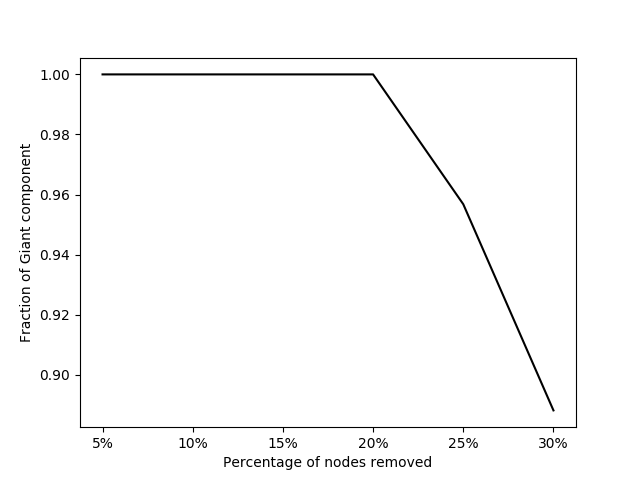 1.00
0.98
0.96
0.94
0.92
0.90
Fraction of Giant component
5% 10% 15% 20% 25% 30%
Percentage of nodes removed